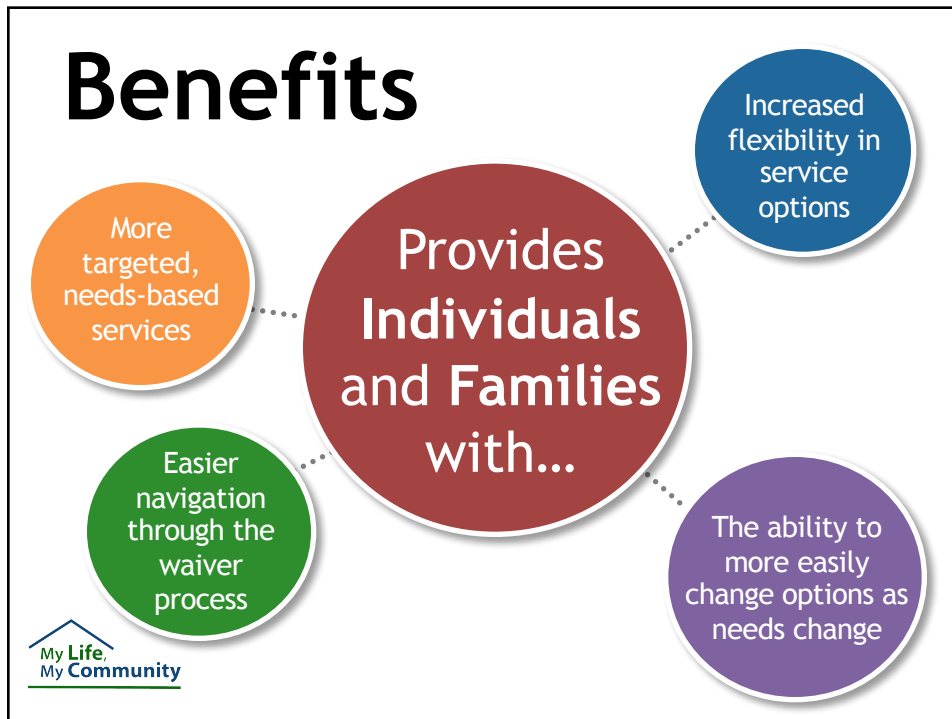 Benefits
Increased
flexibility in
service
options
More
targeted,
needs-based
services
Provides
Individuals
and Families
with…
Easier
navigation
through the
waiver
process
The ability to
more easily
change options as
needs change
My Life,
My Community